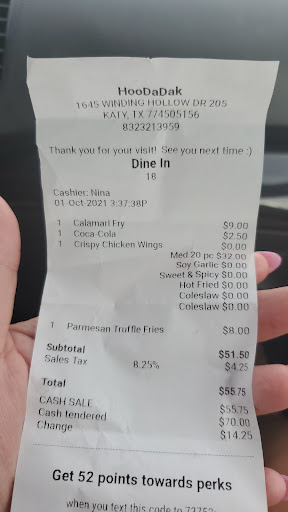 HooDaDak
1645 WINDING HOLLOW DR 205
KATY, TX 774505156
8323213959
Thank you for your visit! See you next time :)
Dine In
18
Cashier: Nina
01-Oct-2021 3:37:38P
1 Calamari Fry $9.00
1 Coca-Cola $2.50
1 Crispy Chicken Wings $0.00
Med 20 pc $32.00
Soy Garlic $0.00
Sweet & Spicy $0.00
Hot Fried $0.00
Coleslaw $0.00
Coleslaw $0.00
1 Parmesan Truffle Fries $8.00
Subtotal $51.50
Sales Tax 8.25% $4.25
Total $55.75
CASH SALE $55.75
Cash tendered $70.00
Change $14.25
Get 52 points towards perks
when you text this code to